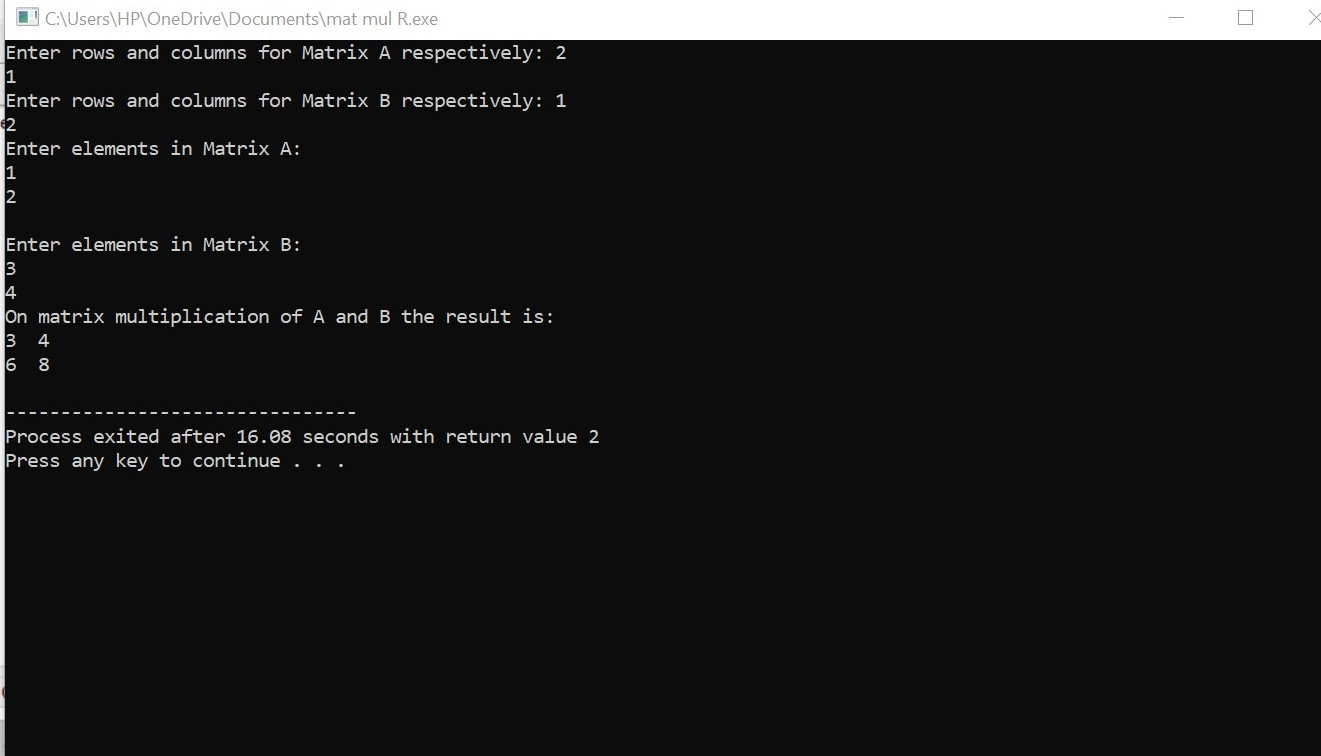 C:\Users\HP\OneDrive\Documents\mat mul R.exe
Enter rows and columns for Matrix A respectively: 2
1
Enter rows and columns for Matrix B respectively: 1
2
Enter elements in Matrix A:
1
2
Enter elements in Matrix B:
3
4
On matrix multiplication of A and B the result is:
3  4
6  8
--------------------------------
Process exited after 16.08 seconds with return value 2
Press any key to continue . . .